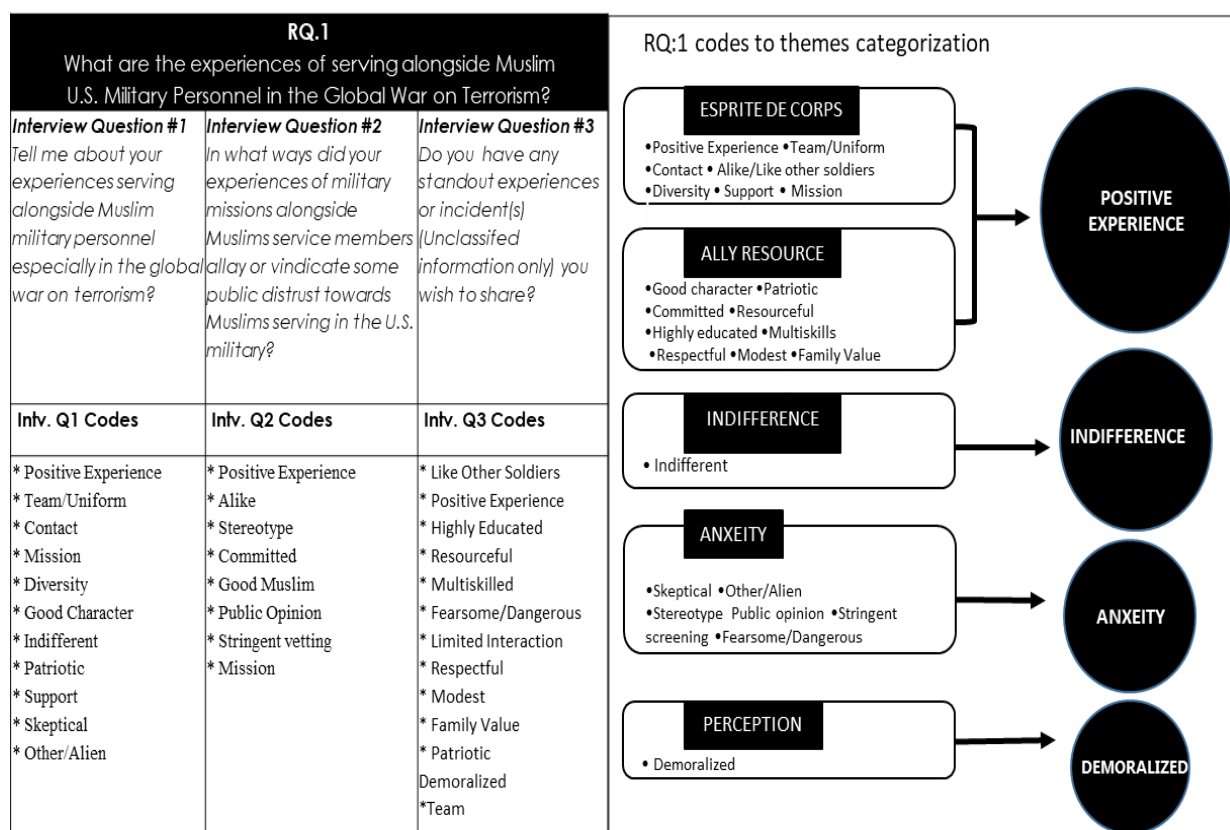 RQ.1
What are the experiences of serving alongside Muslim
U.S. Military Personnel in the Global War on Terrorism?
Interview Question #1
Tell me about your
experiences serving
alongside Muslim
military personnel
especially in the global
war on terrorism?
Interview Question #2
In what ways did your
experiences of military
missions alongside
Muslims service members
allay or vindicate some
public distrust towards
Muslims serving in the U.S.
military?
Interview Question #3
Do you have any
standout experiences
or incident(s)
(Unclassifed
information only) you
wish to share?
Intv. Q1 Codes
* Positive Experience
* Team/Uniform
* Contact
* Mission
* Diversity
* Good Character
* Indifferent
* Patriotic
* Support
* Skeptical
* Other/Alien
Intv. Q2 Codes
* Positive Experience
* Alike
* Stereotype
* Committed
* Good Muslim
* Public Opinion
* Stringent vetting
* Mission
Intv. Q3 Codes
* Like Other Soldiers
* Positive Experience
* Highly Educated
* Resourceful
* Multiskilled
* Fearsome/Dangerous
* Limited Interaction
* Respectful
* Modest
* Family Value
* Patriotic
Demoralized
*Team
RQ:1 codes to themes categorization
ESPRITE DE CORPS
•Positive Experience •Team/Uniform
•Contact • Alike/Like other soldiers
•Diversity • Support • Mission
ALLY RESOURCE
•Good character •Patriotic
•Committed •Resourceful
•Highly educated •Multiskills
•Respectful •Modest •Family Value
POSITIVE
EXPERIENCE
INDIFFERENCE
• Indifferent
INDIFFERENCE
ANXEITY
•Skeptical •Other/Alien
•Stereotype Public opinion •Stringent
screening •Fearsome/Dangerous
ANXEITY
PERCEPTION
• Demoralized
DEMORALIZED